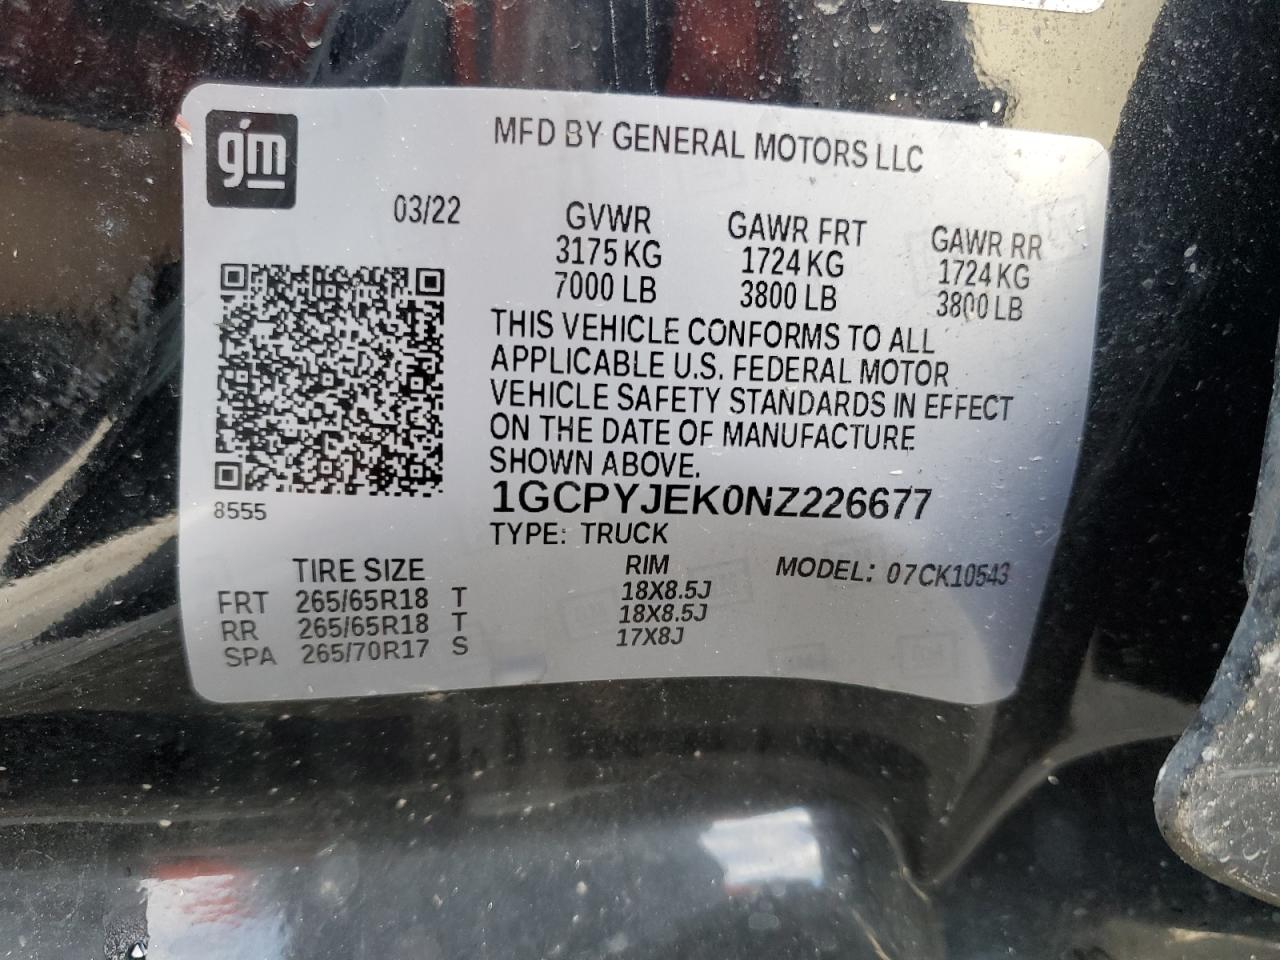 gm
MFD BY GENERAL MOTORS LLC
03/22
GVWR GAWR FRT GAWR RR
3175 KG 1724 KG 1724 KG
7000 LB 3800 LB 3800 LB
THIS VEHICLE CONFORMS TO ALL
APPLICABLE U.S. FEDERAL MOTOR
VEHICLE SAFETY STANDARDS IN EFFECT
ON THE DATE OF MANUFACTURE
SHOWN ABOVE.
1GCPYJEK0NZ226677
8555
TYPE: TRUCK
TIRE SIZE RIM MODEL: 07CK10543
FRT 265/65R18 T 18X8.5J
RR 265/65R18 T 18X8.5J
SPA 265/70R17 S 17X8J